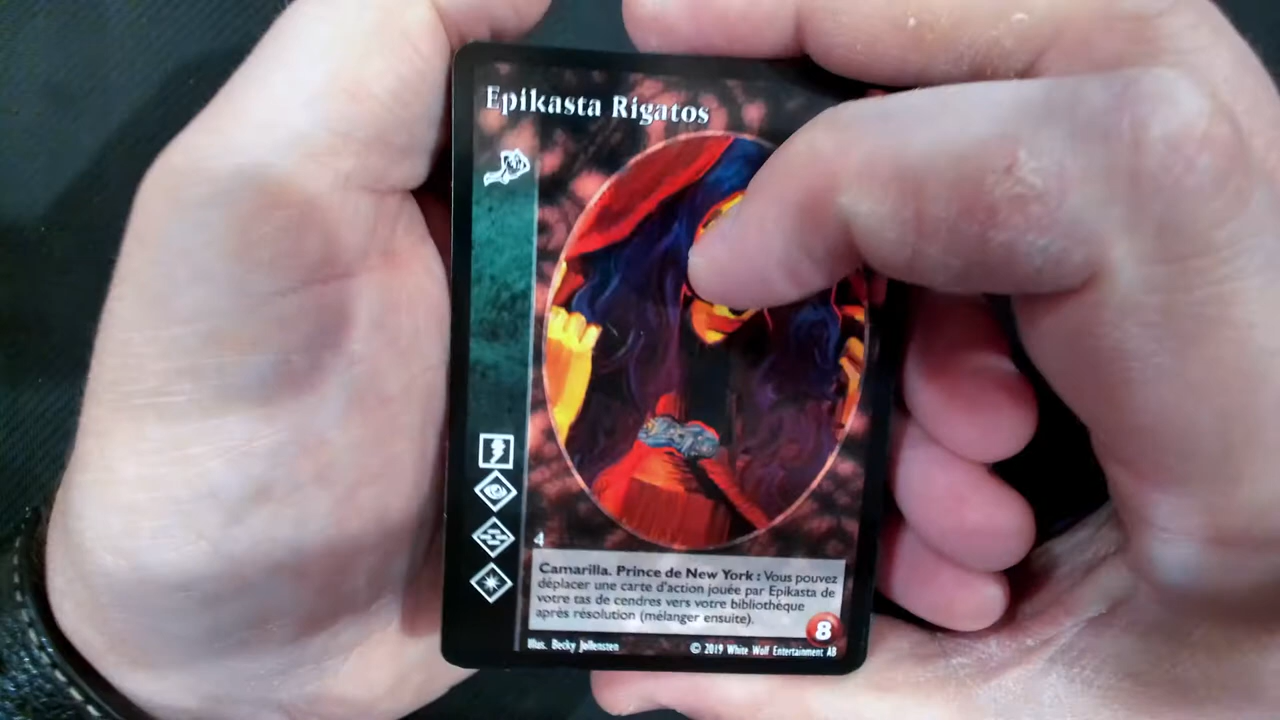 Epikasta Rigatos
4
Camarilla. Prince de New York : Vous pouvez
déplacer une carte d'action jouée par Epikasta de
votre tas de cendres vers votre bibliothèque
après résolution (mélanger ensuite).
8
Illus. Becky Jollensten
© 2019 White Wolf Entertainment AB